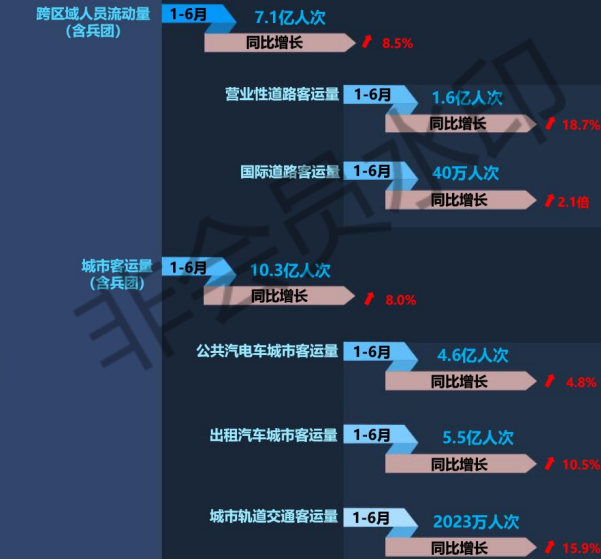 跨区域人员流动量
（含兵团）
1-6月
7.1亿人次
同比增长
8.5%
营业性道路客运量
1-6月
1.6亿人次
同比增长
18.7%
国际道路客运量
1-6月
40万人次
同比增长
2.1倍
城市客运量
（含兵团）
1-6月
10.3亿人次
同比增长
8.0%
公共汽电车城市客运量
1-6月
4.6亿人次
同比增长
4.8%
出租汽车城市客运量
1-6月
5.5亿人次
同比增长
10.5%
城市轨道交通客运量
1-6月
2023万人次
同比增长
15.9%
非会员水印